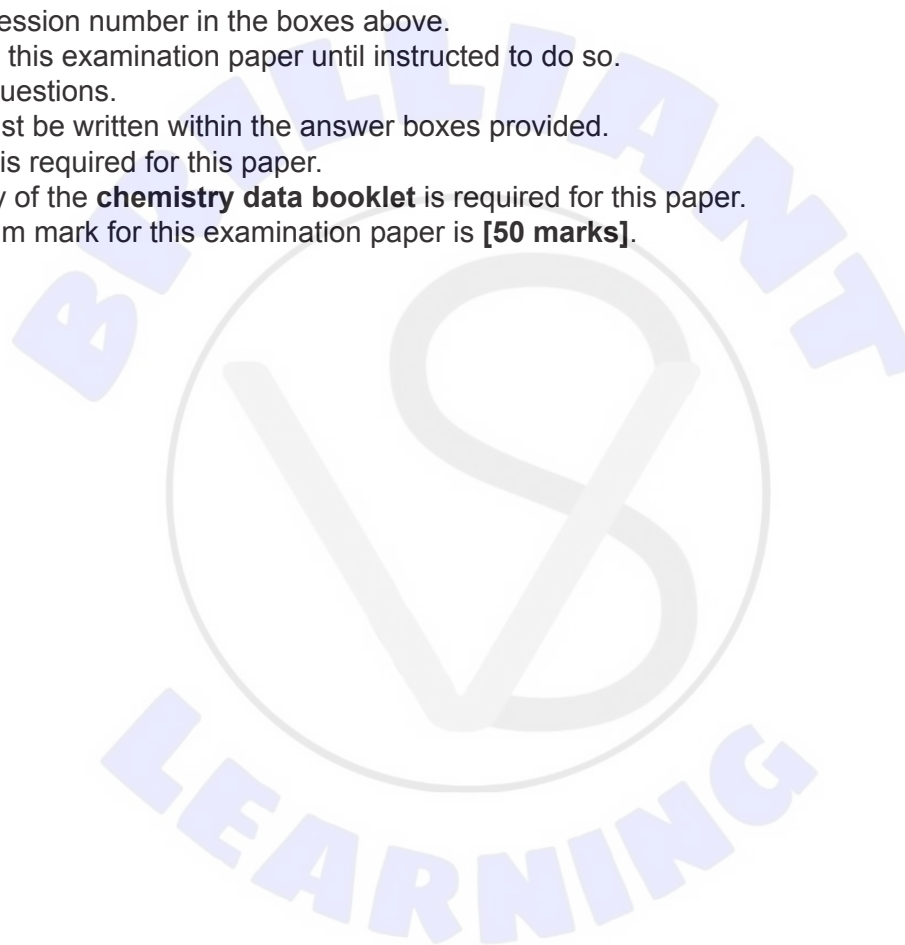 ession number in the boxes above.
this examination paper until instructed to do so.
uestions.
st be written within the answer boxes provided.
is required for this paper.
y of the chemistry data booklet is required for this paper.
m mark for this examination paper is [50 marks].
BRILLIANT
VS
LEARNING